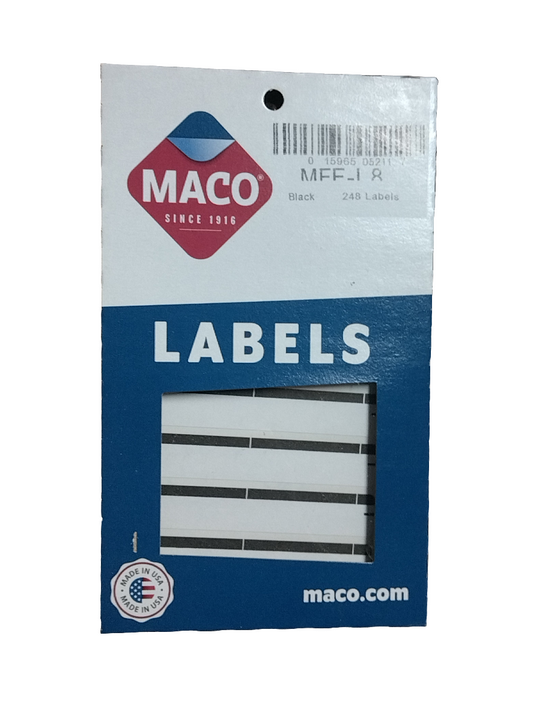 0 15965 05211 7
MACO®
SINCE 1916
MFF-L8
Black 248 Labels
LABELS
MADE IN USA
MADE IN USA
maco.com